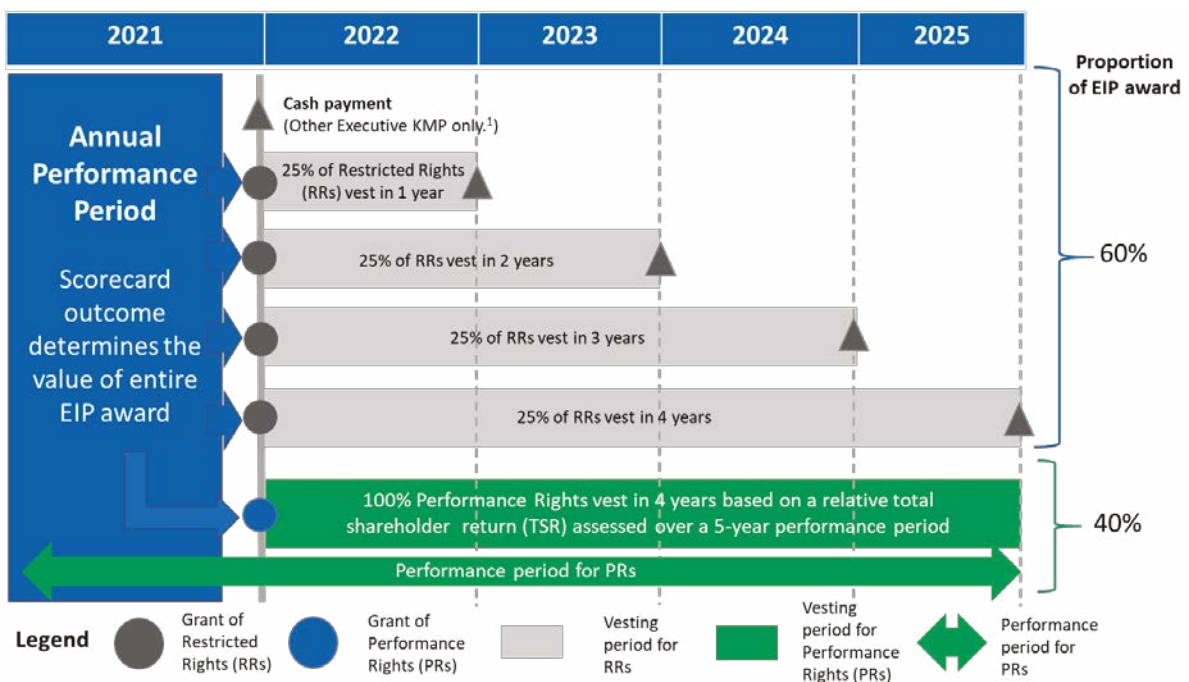 2021
2022
2023
2024
2025
Proportion
of EIP award
Annual
Performance
Period
Scorecard
outcome
determines the
value of entire
EIP award
Cash payment
(Other Executive KMP only.¹)
25% of Restricted Rights
(RRs) vest in 1 year
25% of RRs vest in 2 years
25% of RRs vest in 3 years
25% of RRs vest in 4 years
60%
100% Performance Rights vest in 4 years based on a relative total
shareholder return (TSR) assessed over a 5-year performance period
40%
Performance period for PRs
Legend
Grant of
Restricted
Rights (RRs)
Grant of
Performance
Rights (PRs)
Vesting
period for
RRs
Vesting
period for
Performance
Rights (PRs)
Performance
period for
PRs